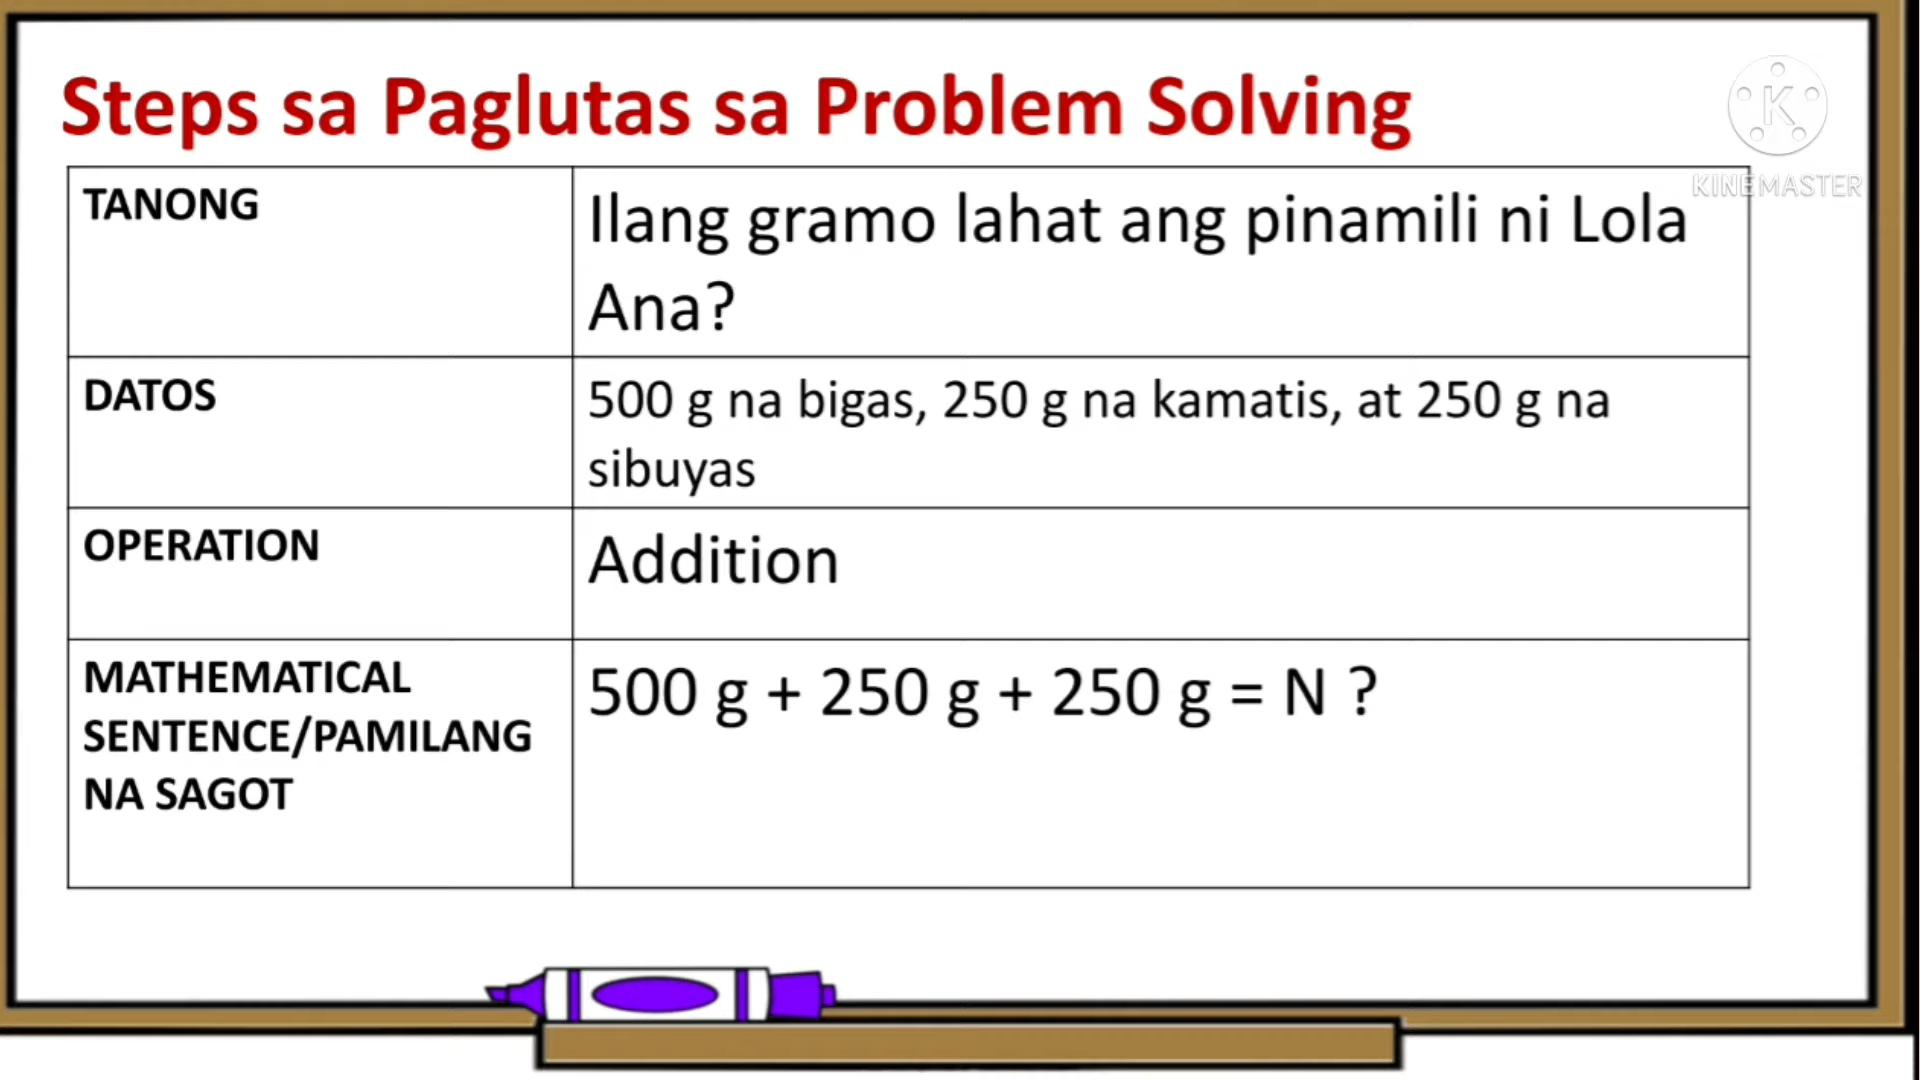 Steps sa Paglutas sa Problem Solving
K
KINEMASTER
TANONG
Ilang gramo lahat ang pinamili ni Lola
Ana?
DATOS
500 g na bigas, 250 g na kamatis, at 250 g na
sibuyas
OPERATION
Addition
MATHEMATICAL
SENTENCE/PAMILANG
NA SAGOT
500 g + 250 g + 250 g = N ?